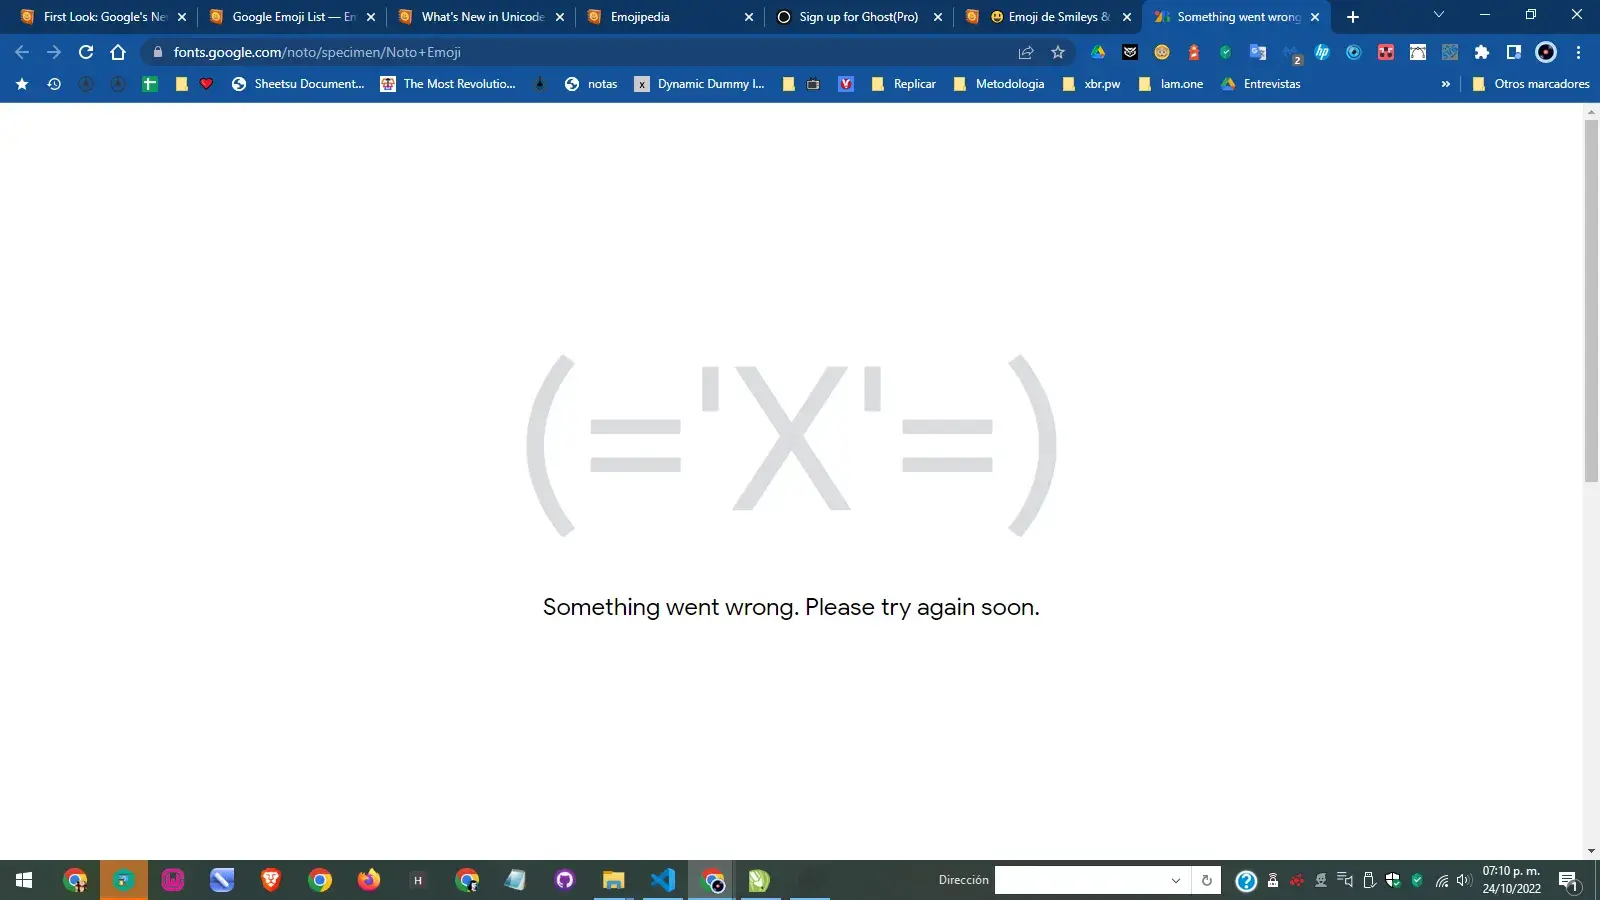 First Look: Google's Ne
Google Emoji List — En
What's New in Unicode
Emojipedia
Sign up for Ghost(Pro)
😃 Emoji de Smileys &
Something went wrong
fonts.google.com/noto/specimen/Noto+Emoji
2
Sheetsu Document...
The Most Revolutio...
notas
Dynamic Dummy I...
Replicar
Metodologia
xbr.pw
Iam.one
Entrevistas
»
Otros marcadores
(='X'=)
Something went wrong. Please try again soon.
Dirección
07:10 p. m.
24/10/2022
1